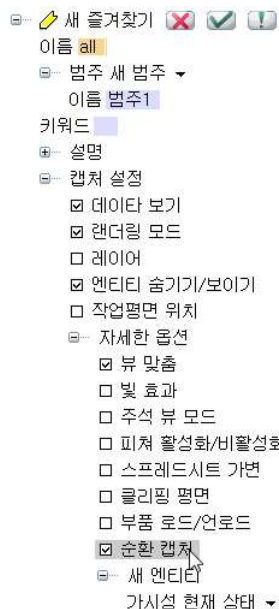 새 즐겨찾기
이름 all
범주 새 범주
이름 범주1
키워드
설명
캡처 설정
데이타 보기
랜더링 모드
레이어
엔티티 숨기기/보이기
작업평면 위치
자세한 옵션
뷰 맞춤
빛 효과
주석 뷰 모드
피쳐 활성화/비활성화
스프레드시트 가변
클리핑 평면
부품 로드/언로드
순환 캡처
새 엔티티
가시성 현재 상태